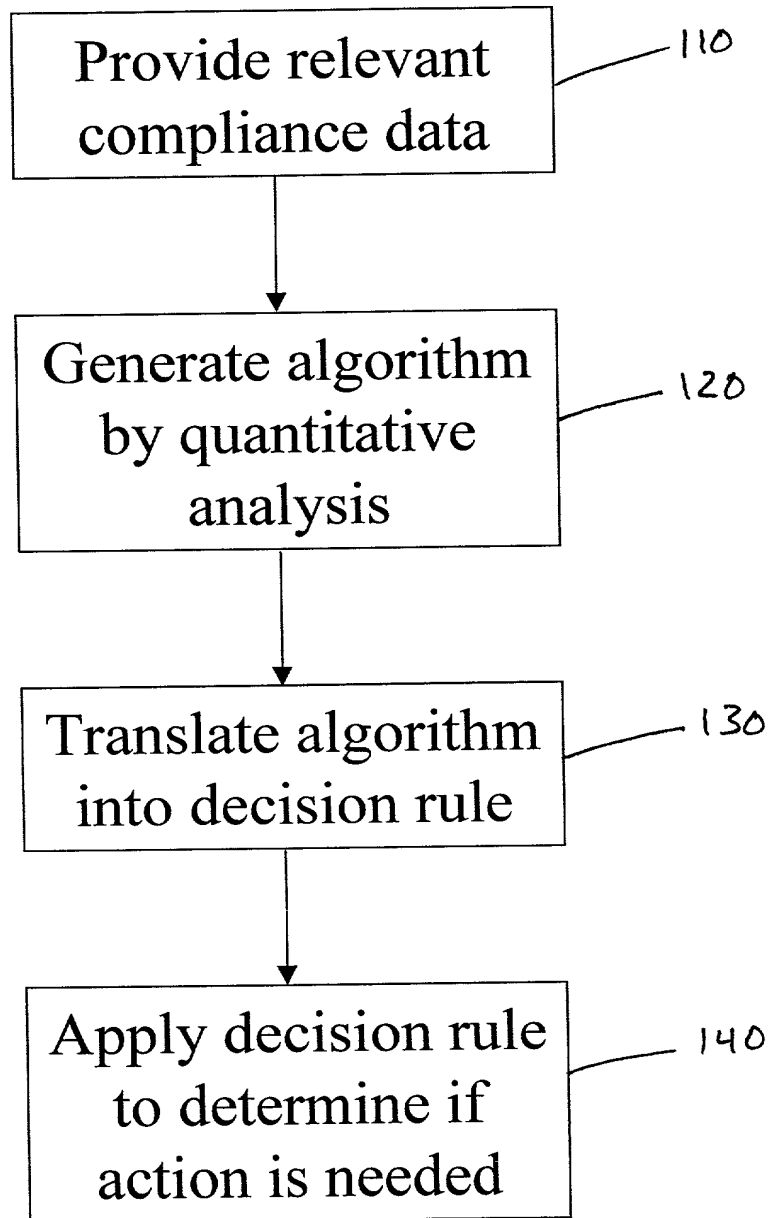 Provide relevant
compliance data
110
Generate algorithm
by quantitative
analysis
120
Translate algorithm
into decision rule
130
Apply decision rule
to determine if
action is needed
140